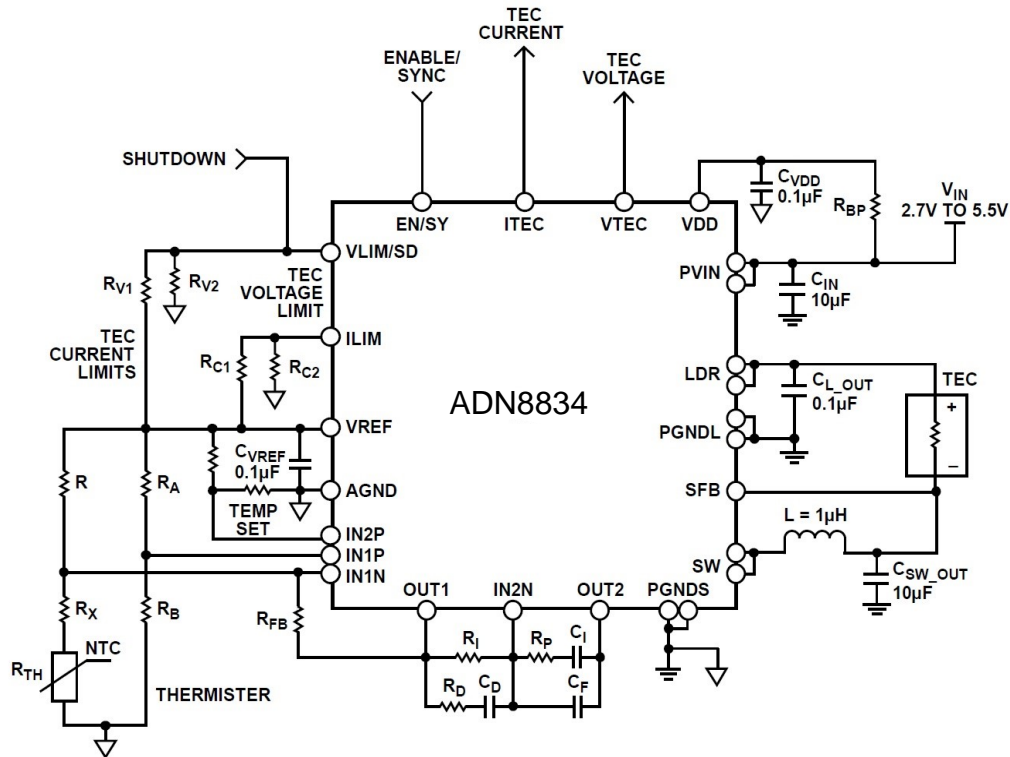 TEC
CURRENT
ENABLE/
SYNC
TEC
VOLTAGE
SHUTDOWN
CVDD
0.1µF
RBP
VIN
2.7V TO 5.5V
EN/SY
ITEC
VTEC
VDD
VLIM/SD
RV1
RV2
TEC
VOLTAGE
LIMIT
PVIN
CIN
10µF
TEC
CURRENT
LIMITS
ILIM
RC1
RC2
LDR
CL_OUT
0.1µF
TEC
+
–
ADN8834
VREF
PGNDL
CVREF
0.1µF
R
RA
AGND
SFB
TEMP
SET
IN2P
IN1P
IN1N
L = 1µH
SW
CSW_OUT
10µF
OUT1
IN2N
OUT2
PGNDS
RX
RB
RFB
RI
RP
CI
RD
CD
CF
NTC
RTH
THERMISTER